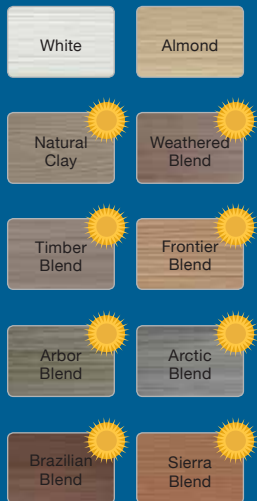 White
Almond
Natural
Clay
Weathered
Blend
Timber
Blend
Frontier
Blend
Arbor
Blend
Arctic
Blend
Brazilian
Blend
Sierra
Blend